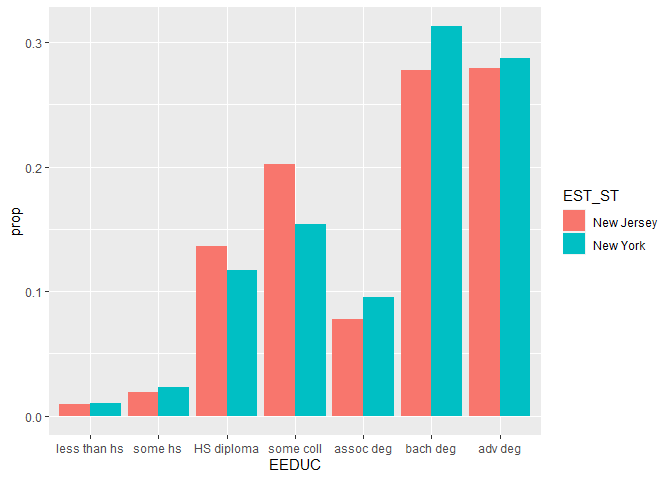 0.3
0.2
0.1
0.0
prop
less than hs some hs HS diploma some coll assoc deg bach deg adv deg
EEDUC
EST_ST
New Jersey
New York